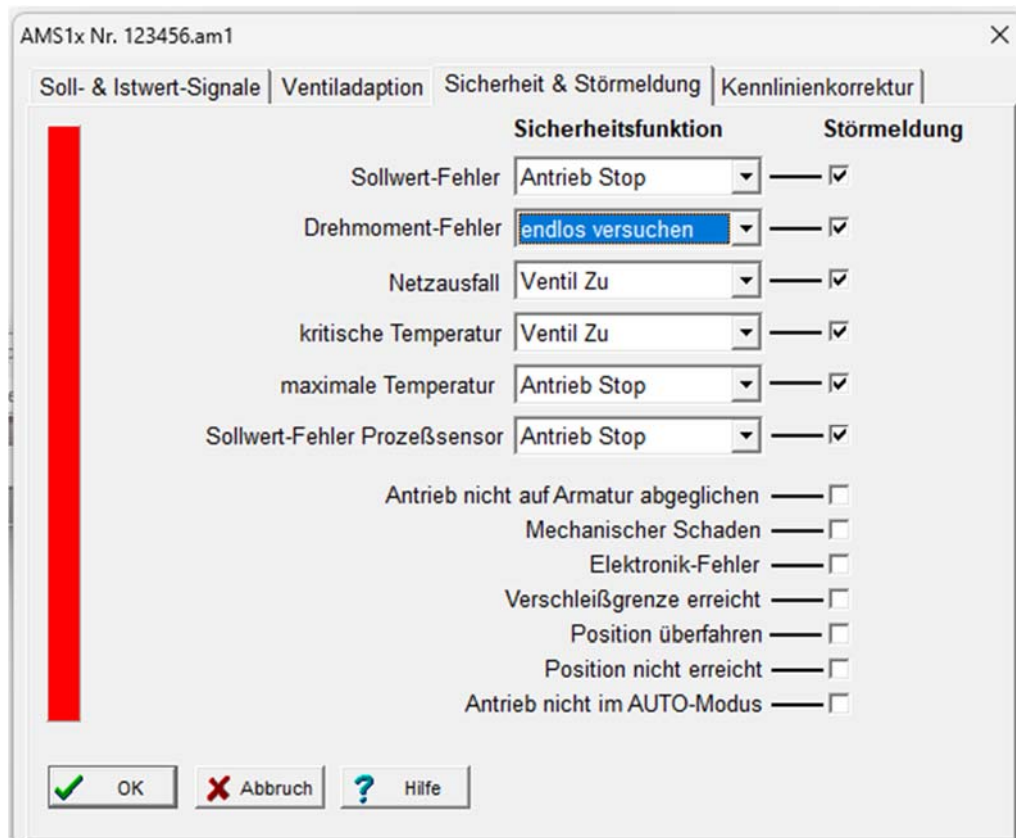 AMS1x Nr. 123456.am1
Soll- & Istwert-Signale Ventiladaption Sicherheit & Störmeldung Kennlinienkorrektur
Sicherheitsfunktion Störmeldung
Sollwert-Fehler Antrieb Stop
Drehmoment-Fehler endlos versuchen
Netzausfall Ventil Zu
kritische Temperatur Ventil Zu
maximale Temperatur Antrieb Stop
Sollwert-Fehler Prozeßsensor Antrieb Stop
Antrieb nicht auf Armatur abgeglichen
Mechanischer Schaden
Elektronik-Fehler
Verschleißgrenze erreicht
Position überfahren
Position nicht erreicht
Antrieb nicht im AUTO-Modus
OK Abbruch Hilfe